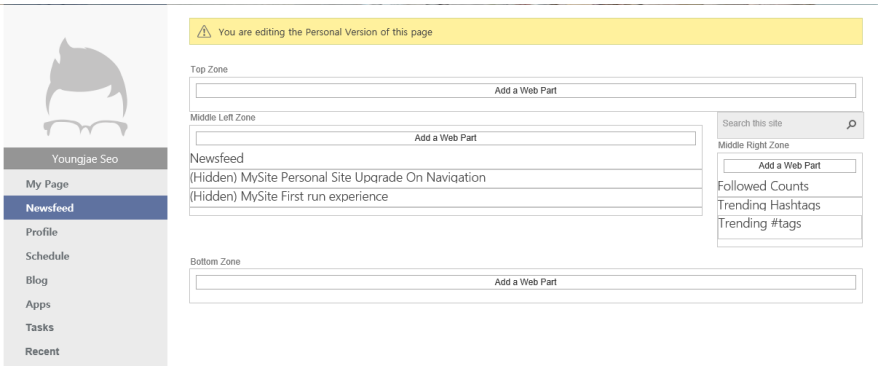 You are editing the Personal Version of this page
Youngjae Seo
My Page
Newsfeed
Profile
Schedule
Blog
Apps
Tasks
Recent
Top Zone
Add a Web Part
Middle Left Zone
Add a Web Part
Newsfeed
(Hidden) MySite Personal Site Upgrade On Navigation
(Hidden) MySite First run experience
Search this site
Middle Right Zone
Add a Web Part
Followed Counts
Trending Hashtags
Trending #tags
Bottom Zone
Add a Web Part